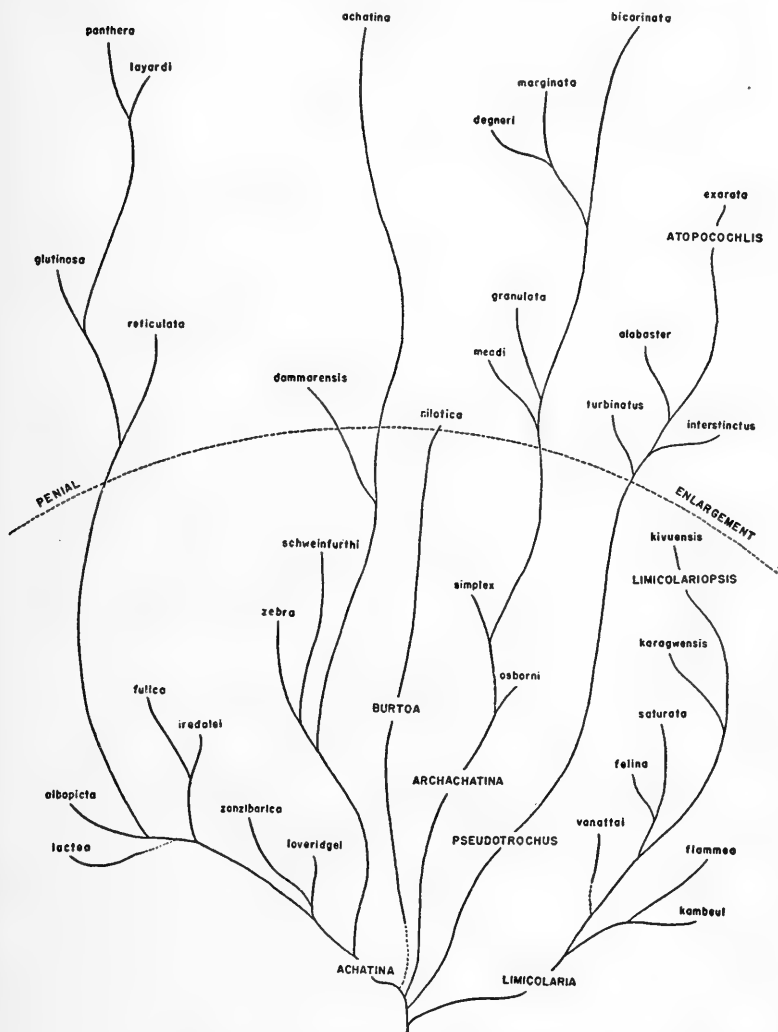 achatina
bicarinata
panthera
layardi
marginata
degneri
exarata
ATOPOCOCHLIS
glutinosa
granulata
reticulata
alabaster
meadi
dammarensis
turbinatus
nilotica
interstinctus
PENIAL
ENLARGEMENT
schweinfurthi
kivuensis
LIMICOLARIOPSIS
simplex
zebra
karagwensis
osborni
fulica
BURTOA
saturata
iredalei
felina
ARCHACHATINA
albopicta
zanzibarica
vanattai
PSEUDOTROCHUS
loveridgei
lactea
flammea
kambeul
ACHATINA
LIMICOLARIA